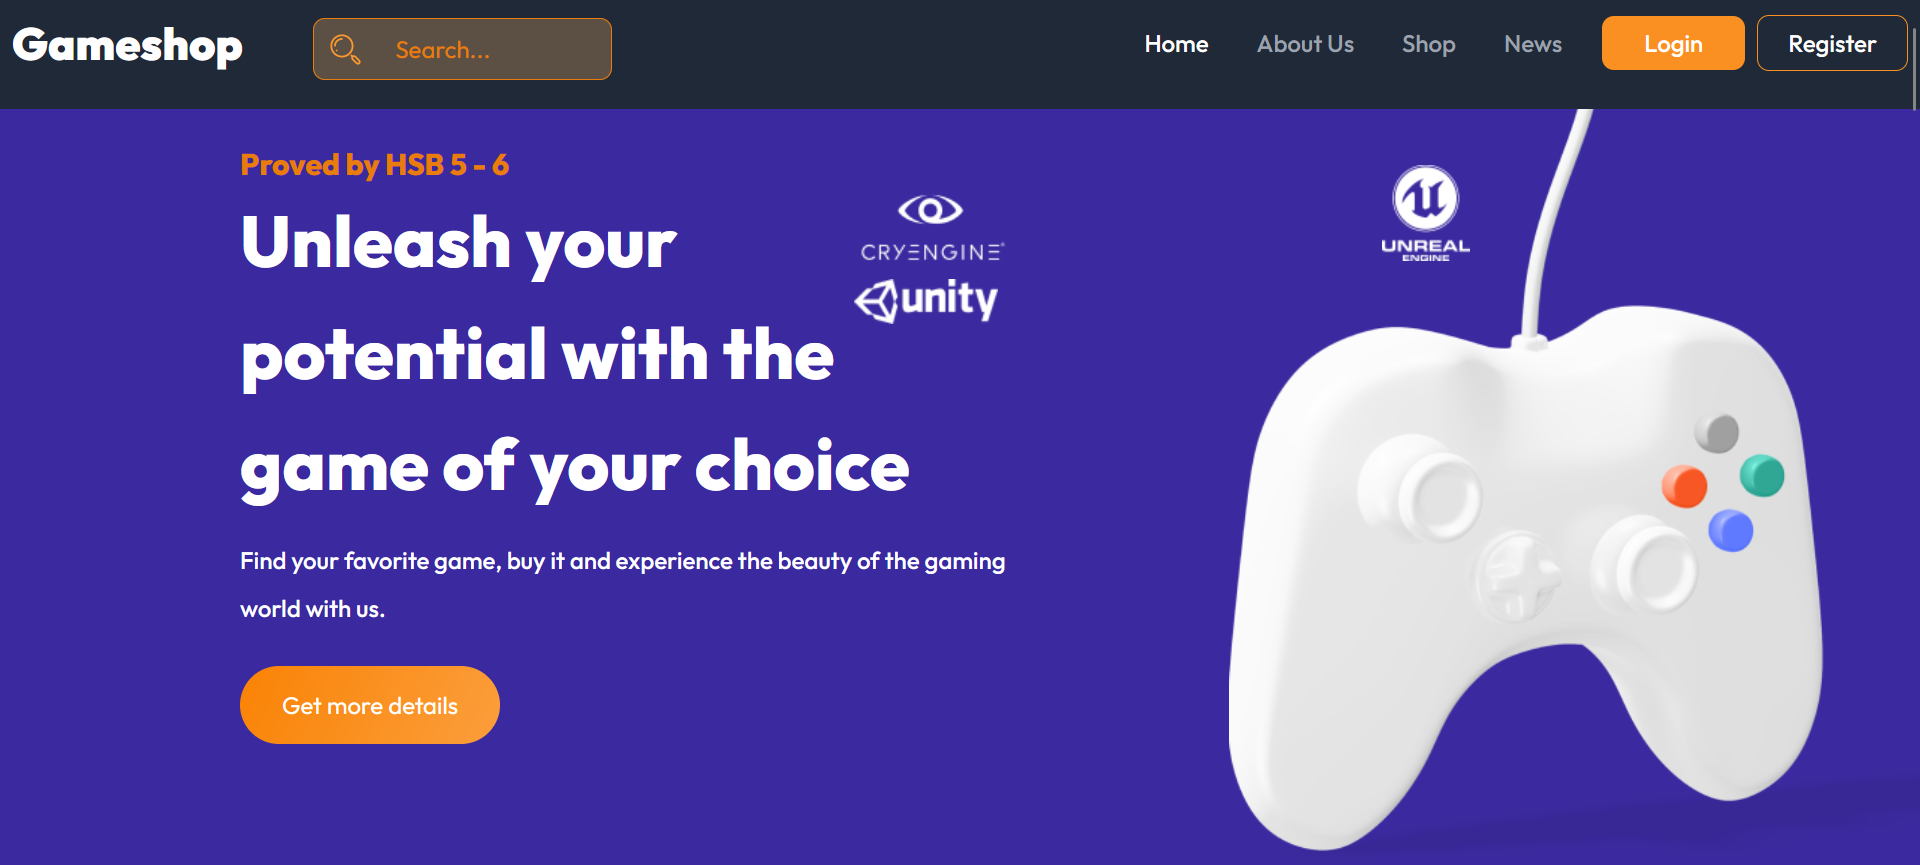 Gameshop
Search...
Home
About Us
Shop
News
Login
Register
Proved by HSB 5 - 6
Unleash your
potential with the
game of your choice
CRYENGINE
unity
UNREAL
ENGINE
Find your favorite game, buy it and experience the beauty of the gaming
world with us.
Get more details